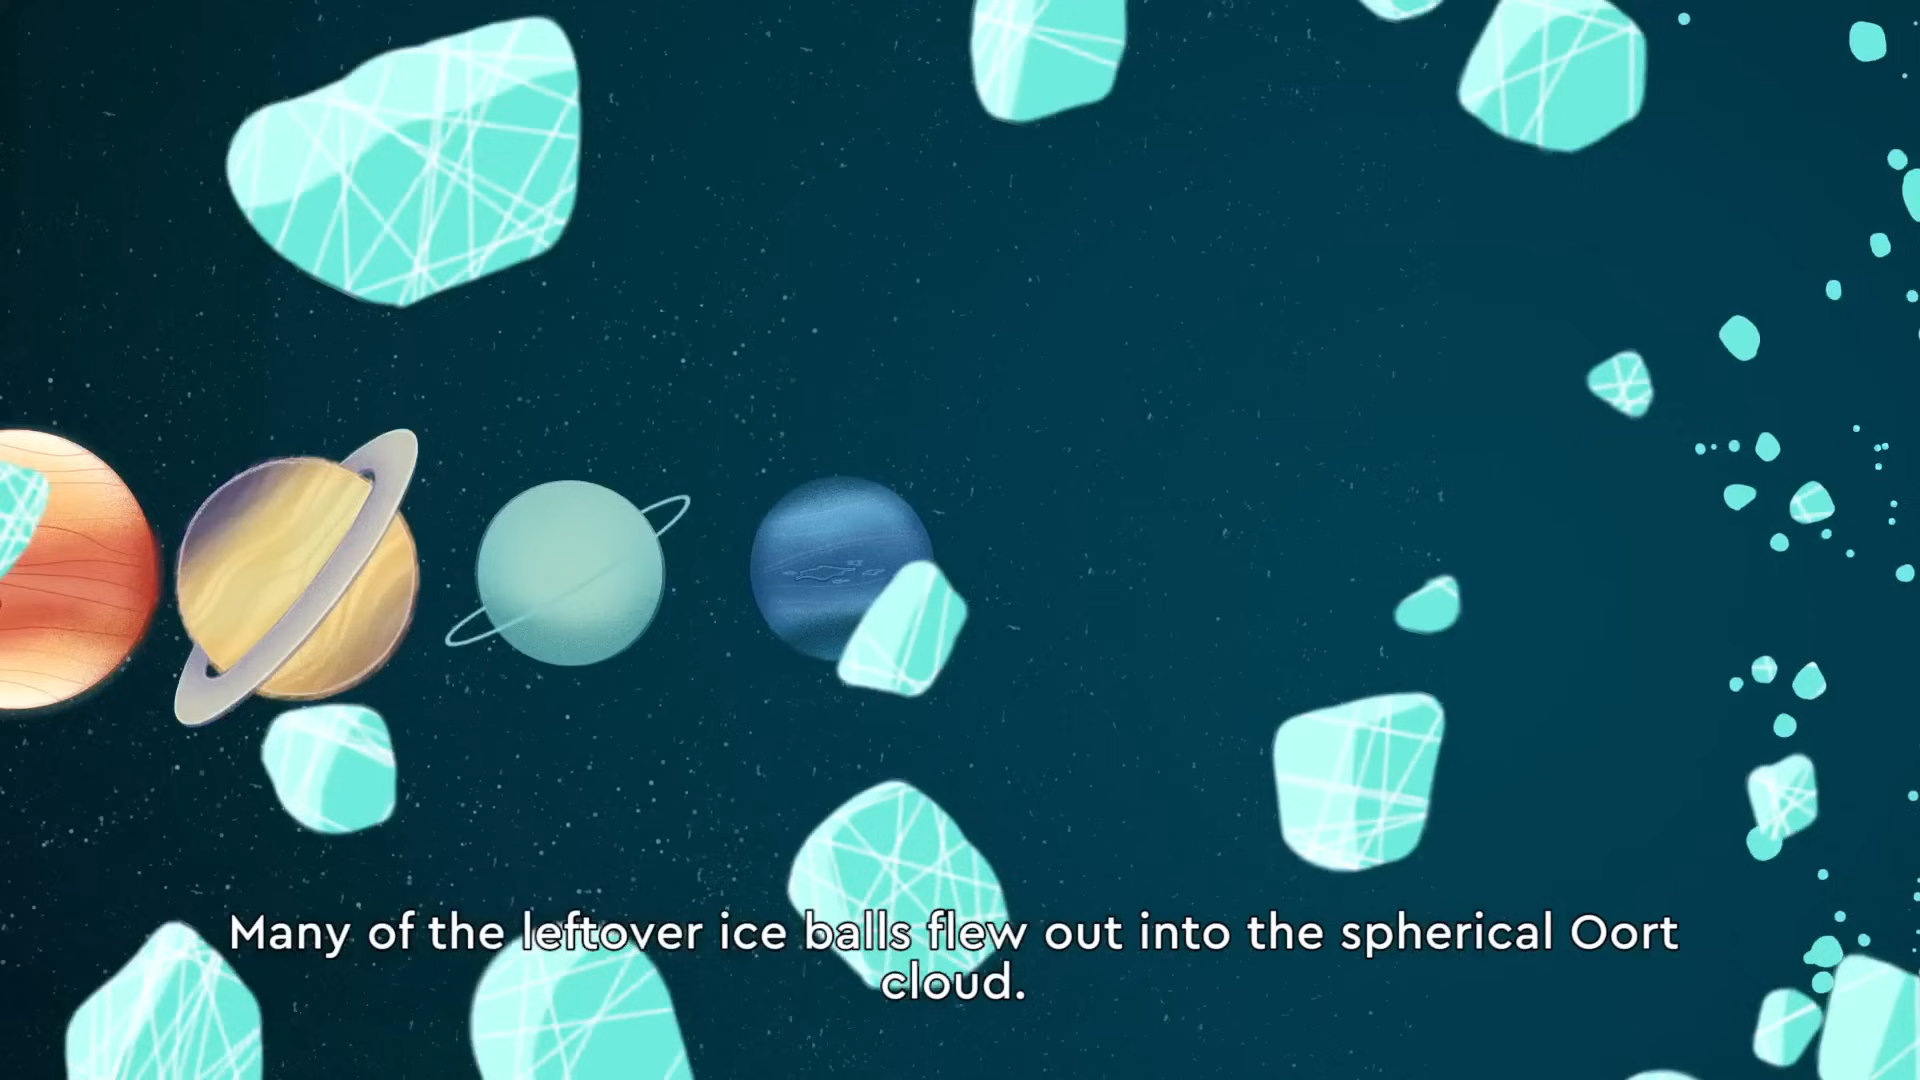 Many of the leftover ice balls flew out into the spherical Oort
cloud.